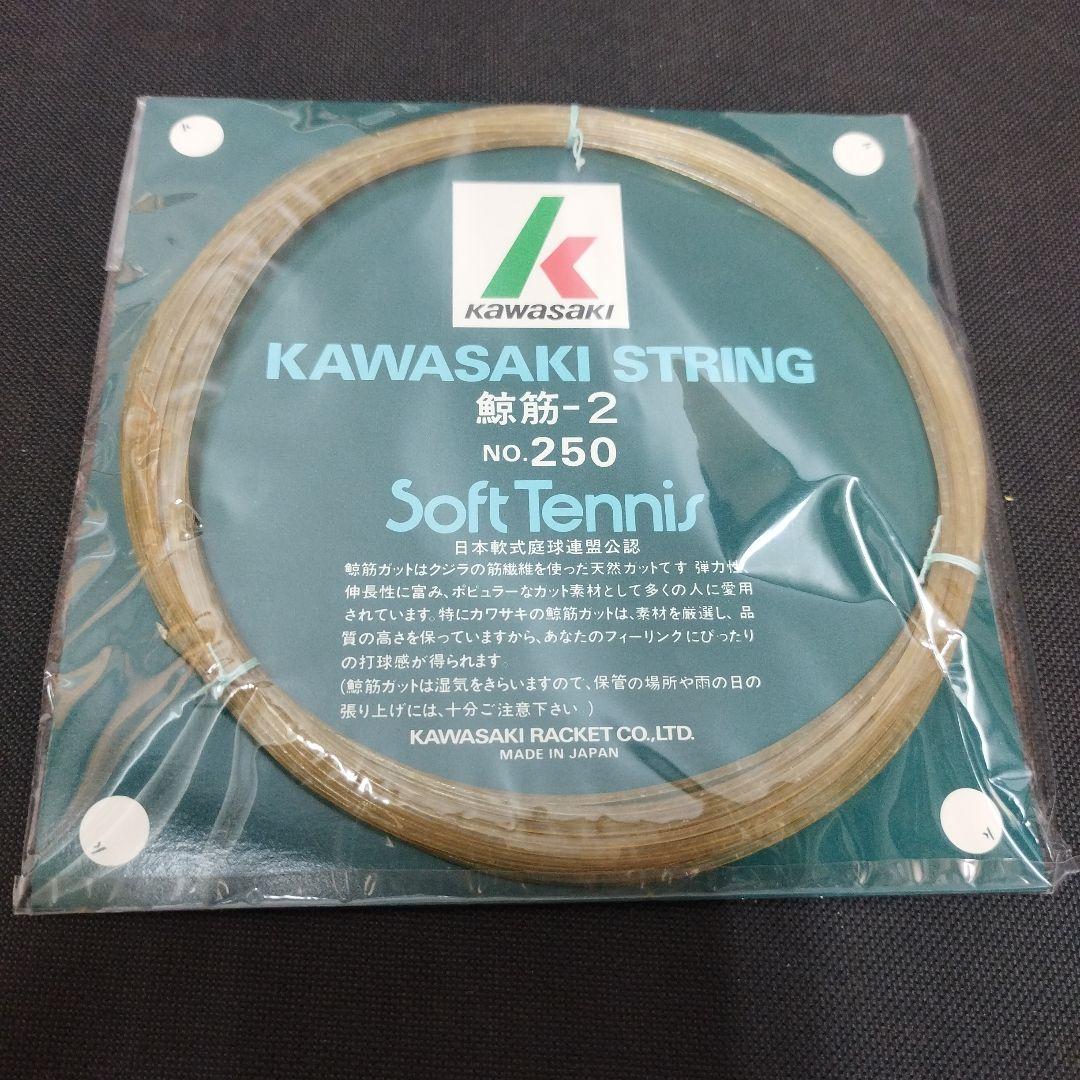 K
K
Kawasaki
KAWASAKI STRING
鯨筋-2
NO.250
Soft Tennis
日本軟式庭球連盟公認
鯨筋ガットはクジラの筋繊維を使った天然ガットです 弾力性、
伸長性に富み、ポピュラーなガット素材として多くの人に愛用
されています。特にカワサキの鯨筋ガットは、素材を厳選し、品
質の高さを保っていますから、あなたのフィーリングにぴったり
の打球感が得られます。
(鯨筋ガットは湿気をきらいますので、保管の場所や雨の日の
張り上げには、十分ご注意下さい。)
KAWASAKI RACKET CO.,LTD.
MADE IN JAPAN
K
K